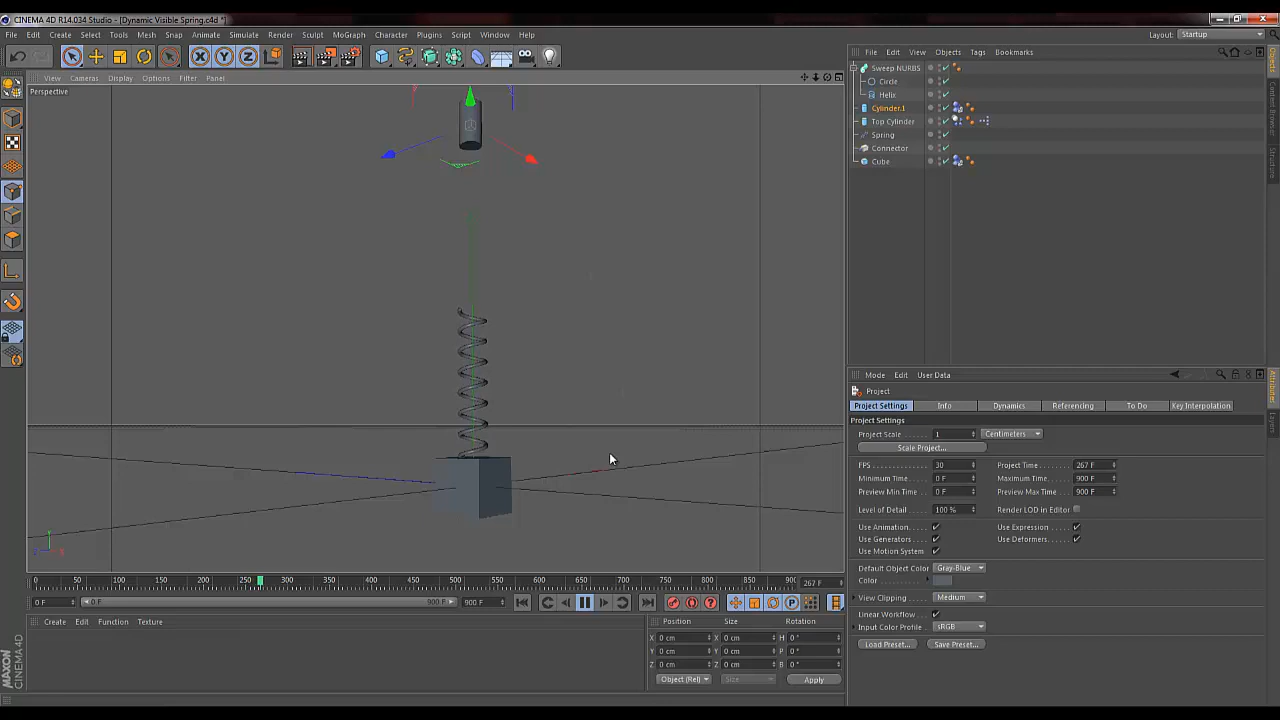 CINEMA 4D R14.034 Studio - [Dynamic Visible Spring.c4d *]
File Edit Create Select Tools Mesh Snap Animate Simulate Render Sculpt MoGraph Character Plugins Script Window Help
Layout: Startup
View Cameras Display Options Filter Panel
Perspective
File Edit View Objects Tags Bookmarks
Sweep NURBS
Circle
Helix
Cylinder.1
Top Cylinder
Spring
Connector
Cube
Objects
Content Browser
Structure
Mode Edit User Data
Project
Project Settings Info Dynamics Referencing To Do Key Interpolation
Project Settings
Project Scale 1 Centimeters
Scale Project...
FPS 30 Project Time 267 F
Minimum Time 0 F Maximum Time 900 F
Preview Min Time 0 F Preview Max Time 900 F
Level of Detail 100 % Render LOD in Editor
Use Animation Use Expression
Use Generators Use Deformers
Use Motion System
Default Object Color Gray-Blue
Color
View Clipping Medium
Linear Workflow
Input Color Profile sRGB
Load Preset... Save Preset...
Attributes
Layers
0 50 100 150 200 250 300 350 400 450 500 550 600 650 700 750 800 850 900 267 F
0 F 0 F 900 F 900 F
Create Edit Function Texture
Position Size Rotation
X 0 cm X 0 cm H 0 °
Y 0 cm Y 0 cm P 0 °
Z 0 cm Z 0 cm B 0 °
Object (Rel) Size Apply
MAXON
CINEMA 4D